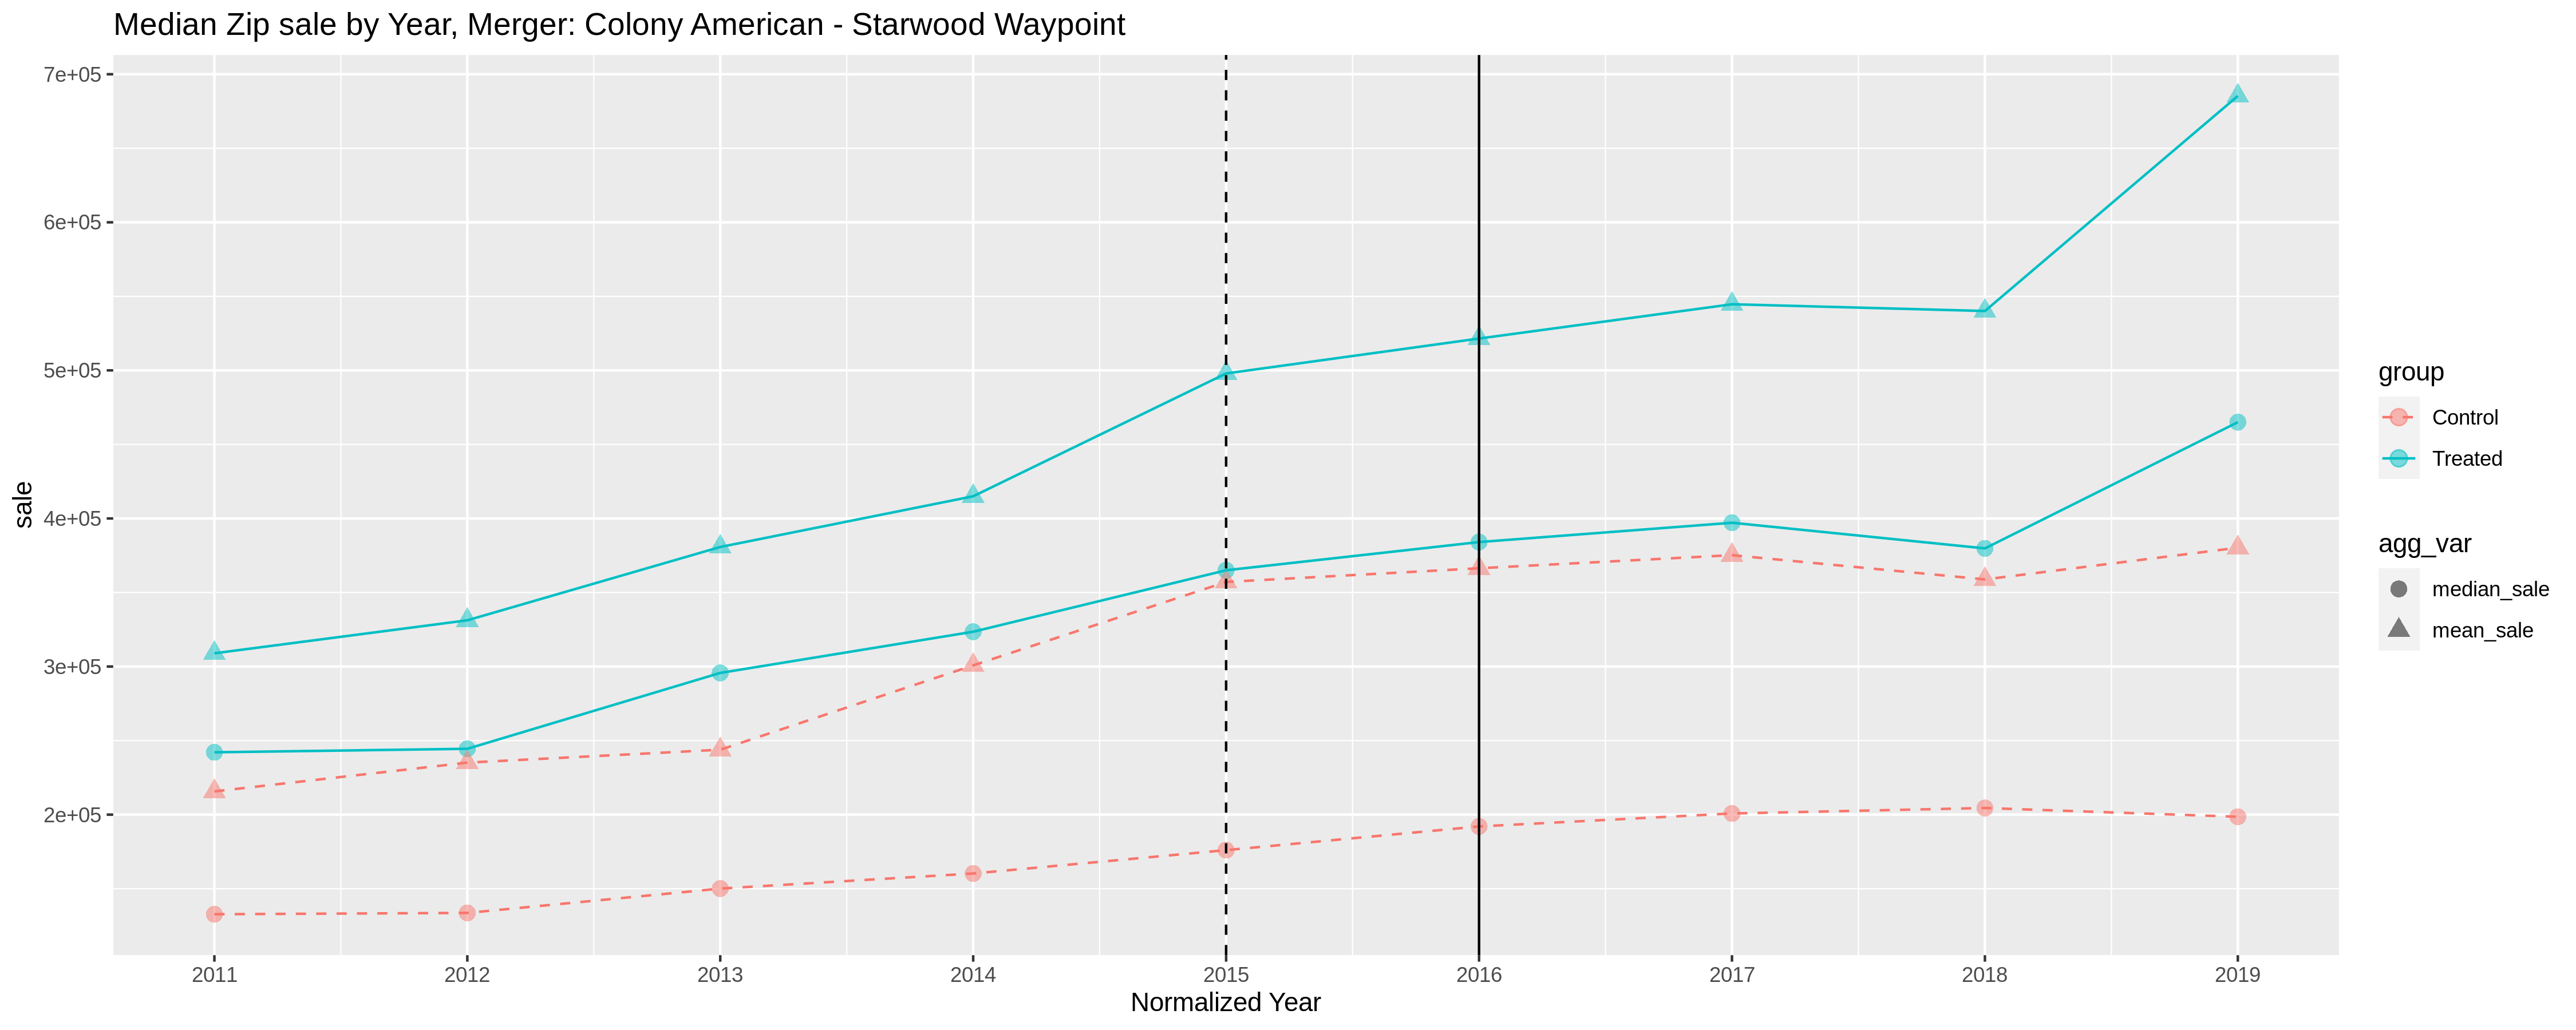 Median Zip sale by Year, Merger: Colony American - Starwood Waypoint
7e+05
6e+05
5e+05
4e+05
3e+05
2e+05
sale
2011 2012 2013 2014 2015 2016 2017 2018 2019
Normalized Year
group
Control
Treated
agg_var
median_sale
mean_sale